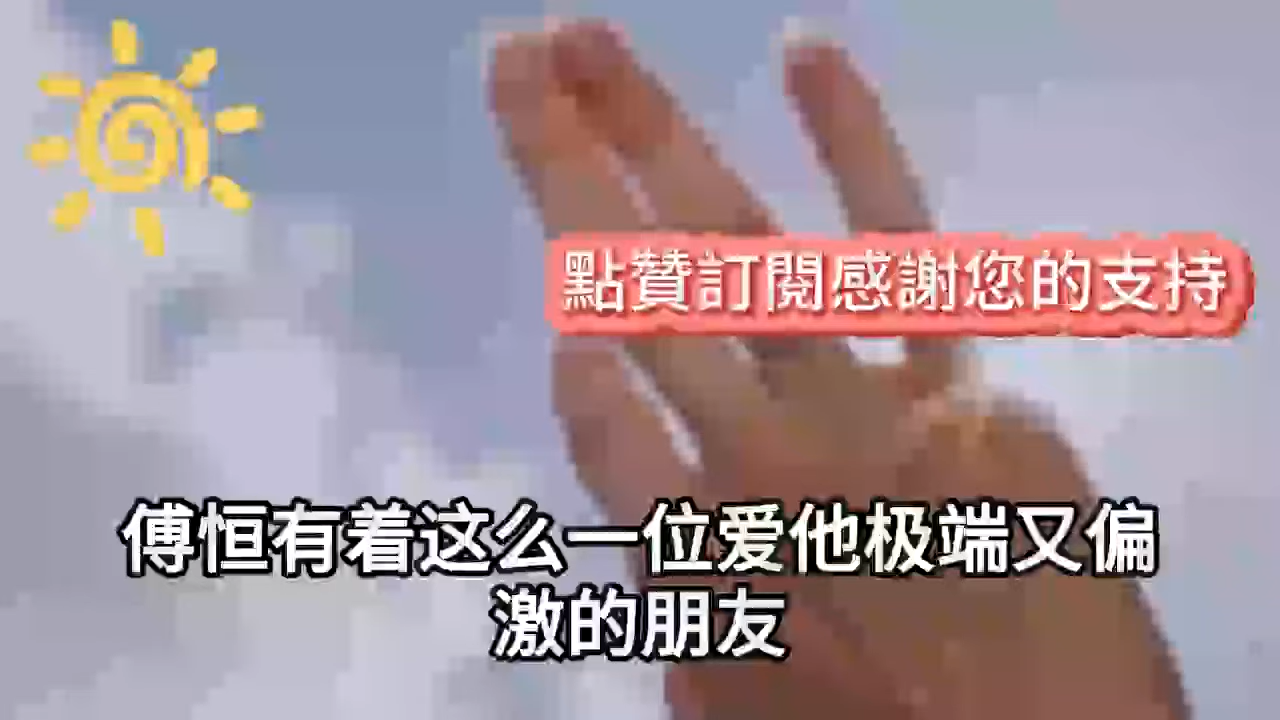 點贊訂閱感謝您的支持
傅恒有着这么一位爱他极端又偏
激的朋友